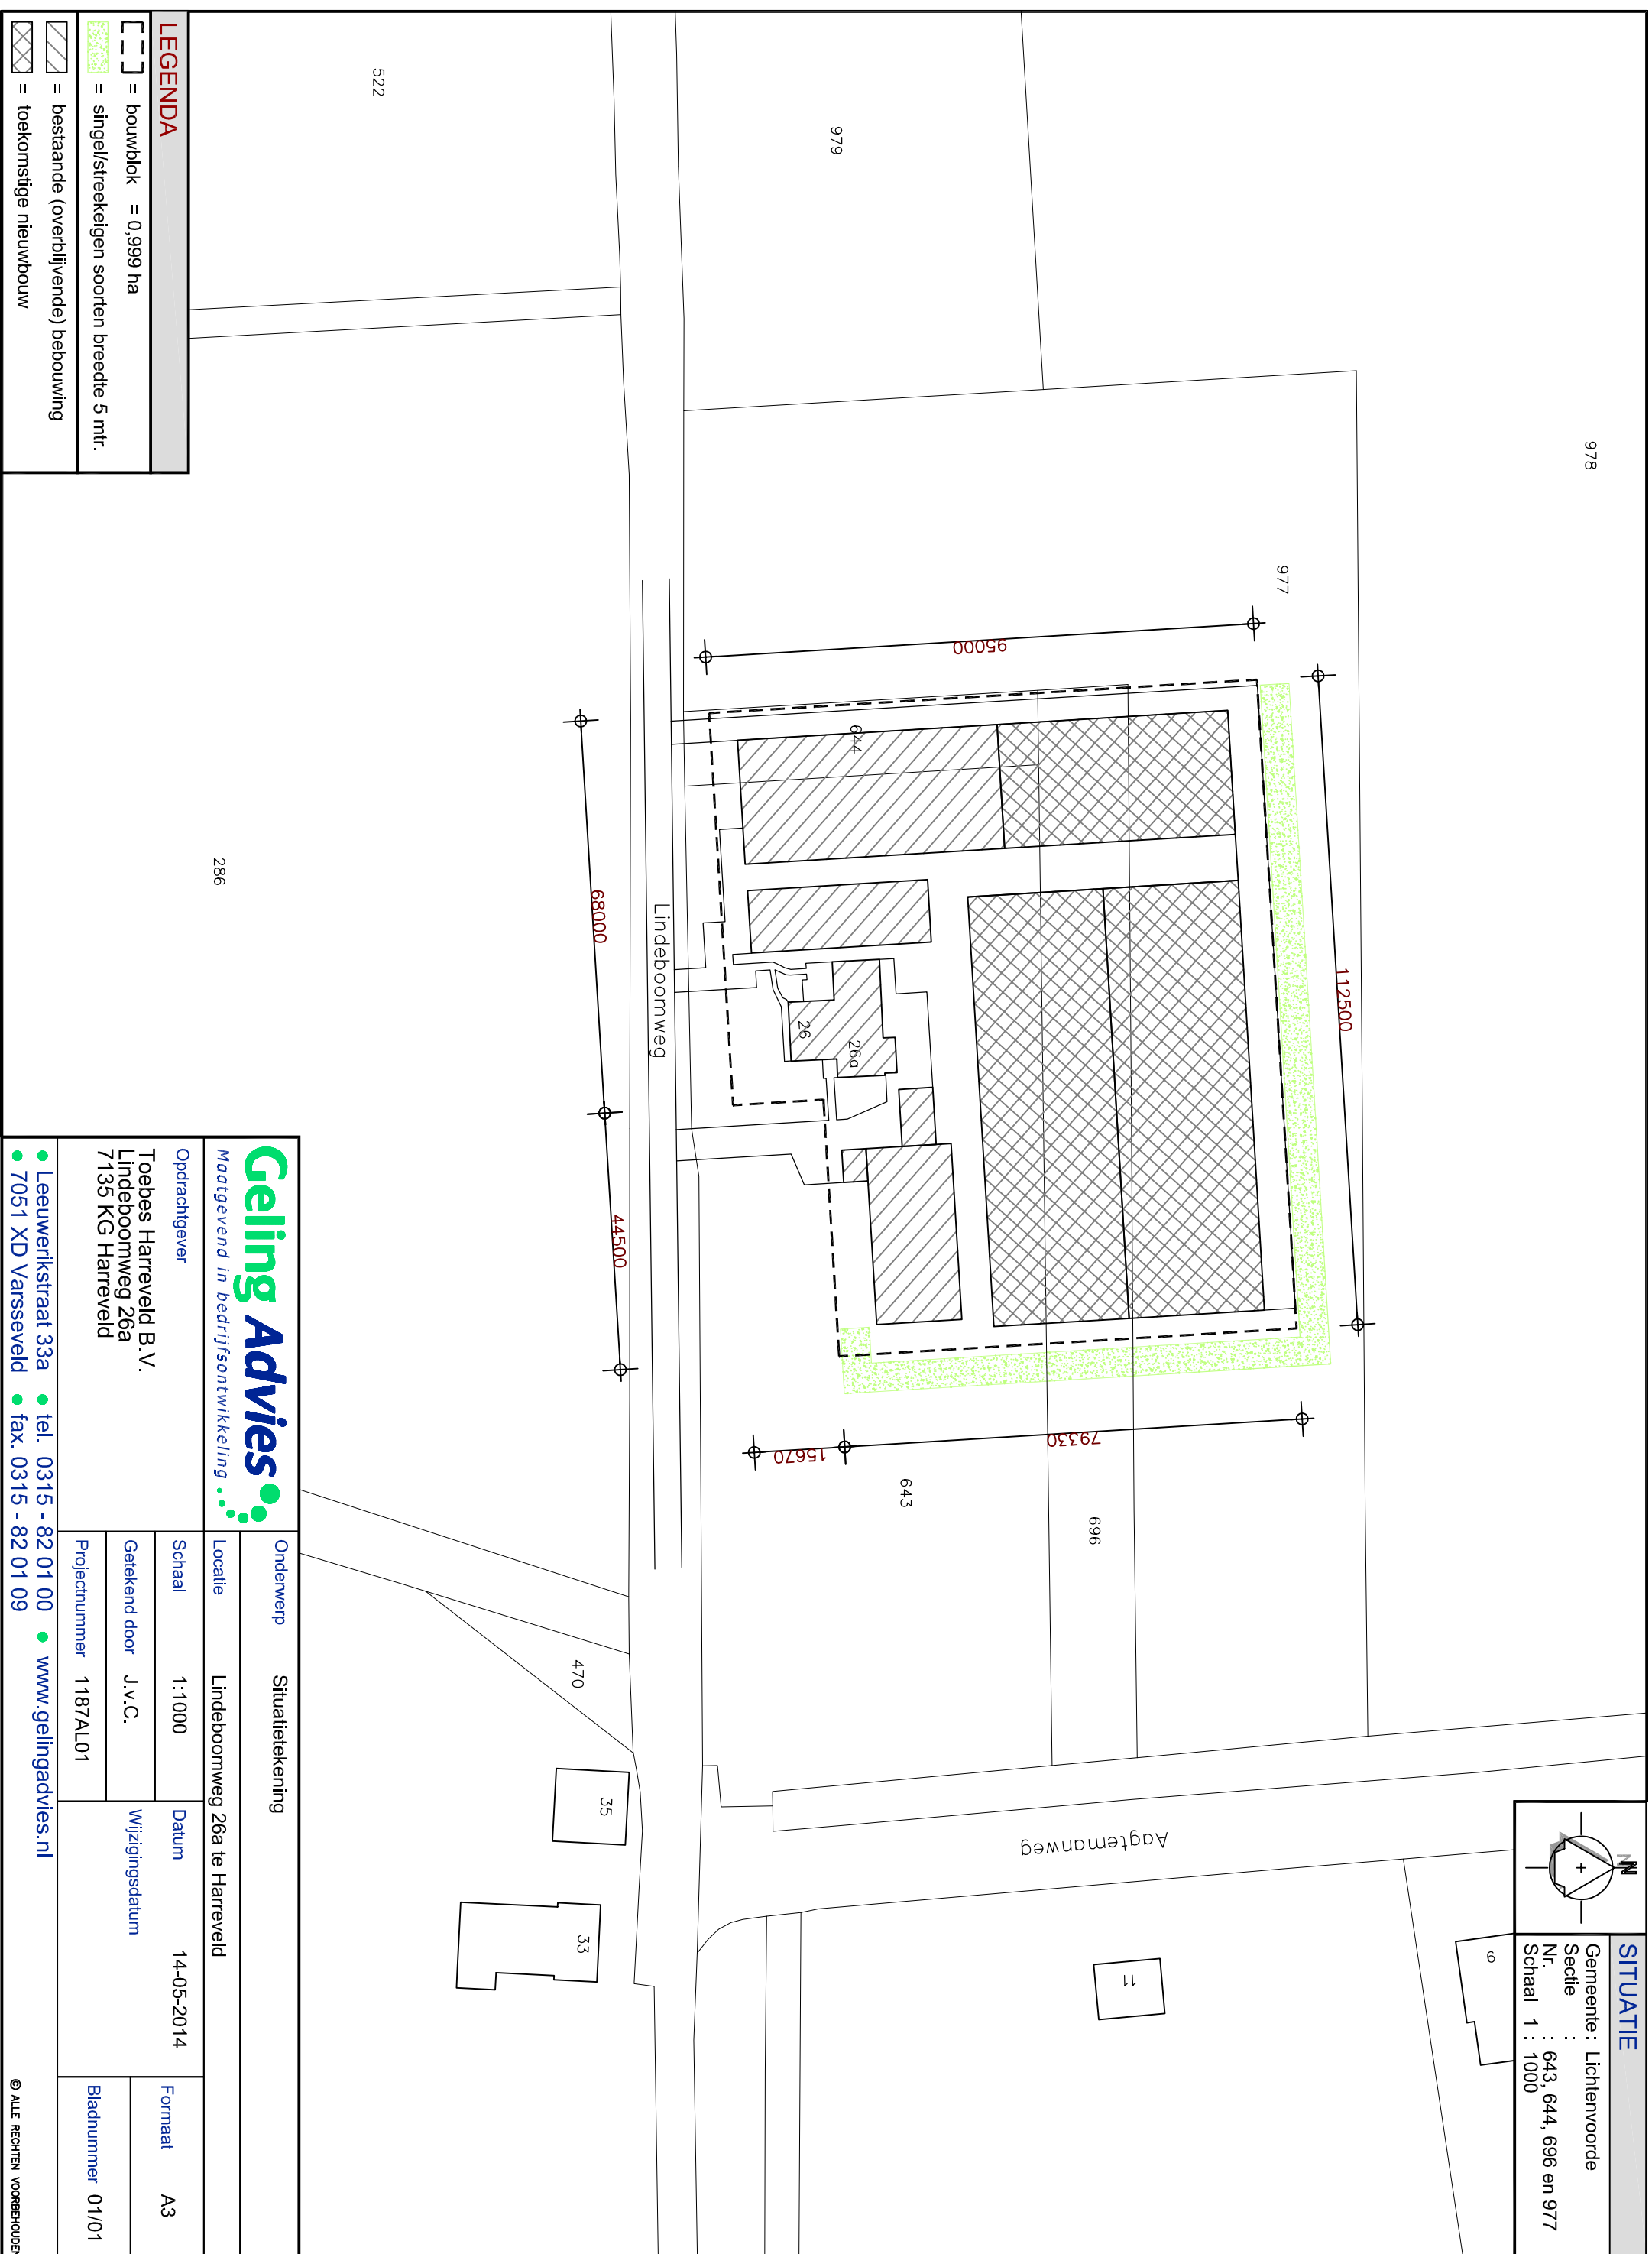 SITUATIE
Gemeente : Lichtenvoorde
Sectie :
Nr. : 643, 644, 696 en 977
Schaal 1 : 1000
N
978
977
979
522
286
644
643
696
470
9
11
33
35
26
26a
112500
95000
79330
15670
68000
44500
Lindeboomweg
Aagtemanweg
LEGENDA
= bouwblok = 0,999 ha
= singel/streekeigen soorten breedte 5 mtr.
= bestaande (overblijvende) bebouwing
= toekomstige nieuwbouw
Geling Advies
Maatgevend in bedrijfsontwikkeling
Opdrachtgever
Toebes Harreveld B.V.
Lindeboomweg 26a
7135 KG Harreveld
Leeuwerikstraat 33a • tel. 0315 - 82 01 00 • www.gelingadvies.nl
7051 XD Varsseveld • fax. 0315 - 82 01 09
Onderwerp Situatietekening
Locatie Lindeboomweg 26a te Harreveld
Schaal 1:1000
Datum 14-05-2014
Formaat A3
Getekend door J.v.C.
Wijzigingsdatum
Projectnummer 1187AL01
Bladnummer 01/01
© ALLE RECHTEN VOORBEHOUDEN